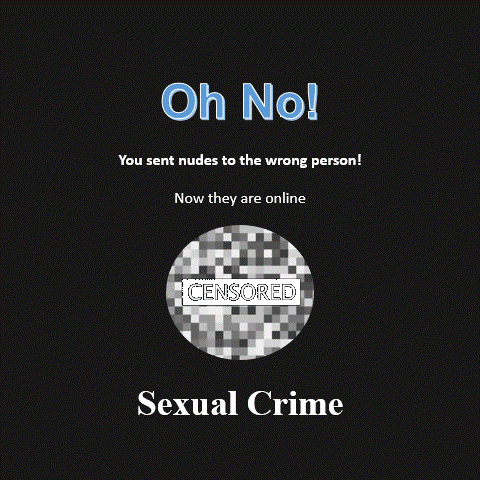 Oh No!
You sent nudes to the wrong person!
Now they are online
CENSORED
Sexual Crime